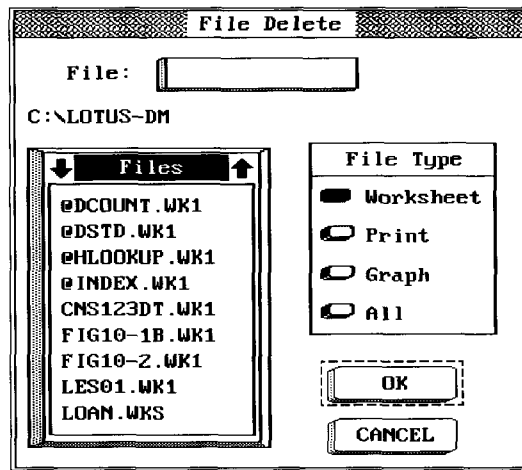 File Delete
File:
C:\LOTUS-DM
Files
@DCOUNT.WK1
@DSTD.WK1
@HLOOKUP.WK1
@INDEX.WK1
CNS123DT.WK1
FIG10-1B.WK1
FIG10-2.WK1
LES01.WK1
LOAN.WKS
File Type
Worksheet
Print
Graph
All
OK
CANCEL